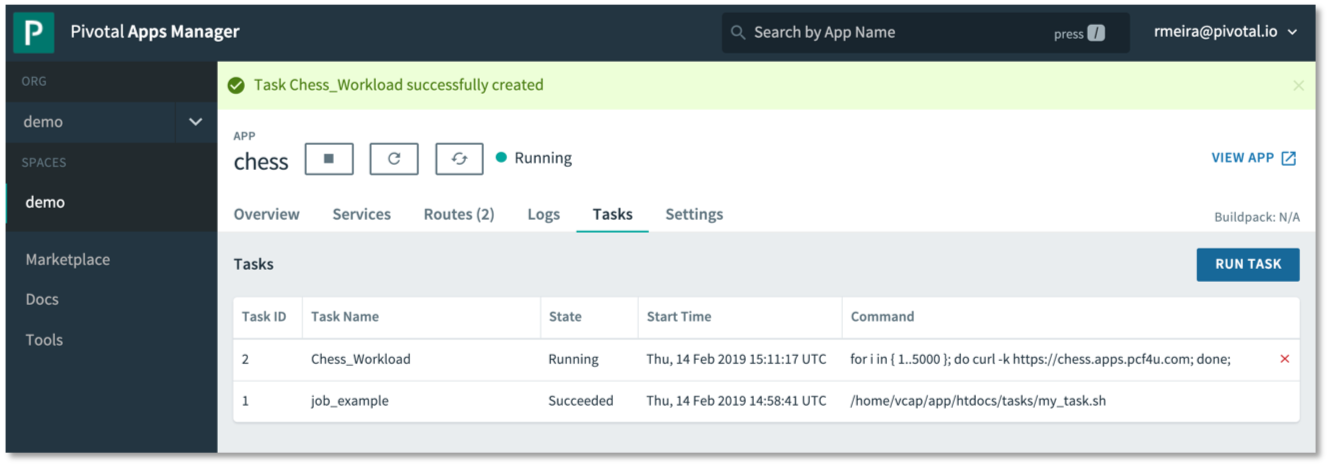 P Pivotal Apps Manager Search by App Name press / rmeira@pivotal.io
ORG
demo
SPACES
demo
Marketplace
Docs
Tools
Task Chess_Workload successfully created
APP
chess Running VIEW APP
Overview Services Routes (2) Logs Tasks Settings Buildpack: N/A
Tasks RUN TASK
Task ID Task Name State Start Time Command
2 Chess_Workload Running Thu, 14 Feb 2019 15:11:17 UTC for i in { 1..5000 }; do curl -k https://chess.apps.pcf4u.com; done;
1 job_example Succeeded Thu, 14 Feb 2019 14:58:41 UTC /home/vcap/app/htdocs/tasks/my_task.sh